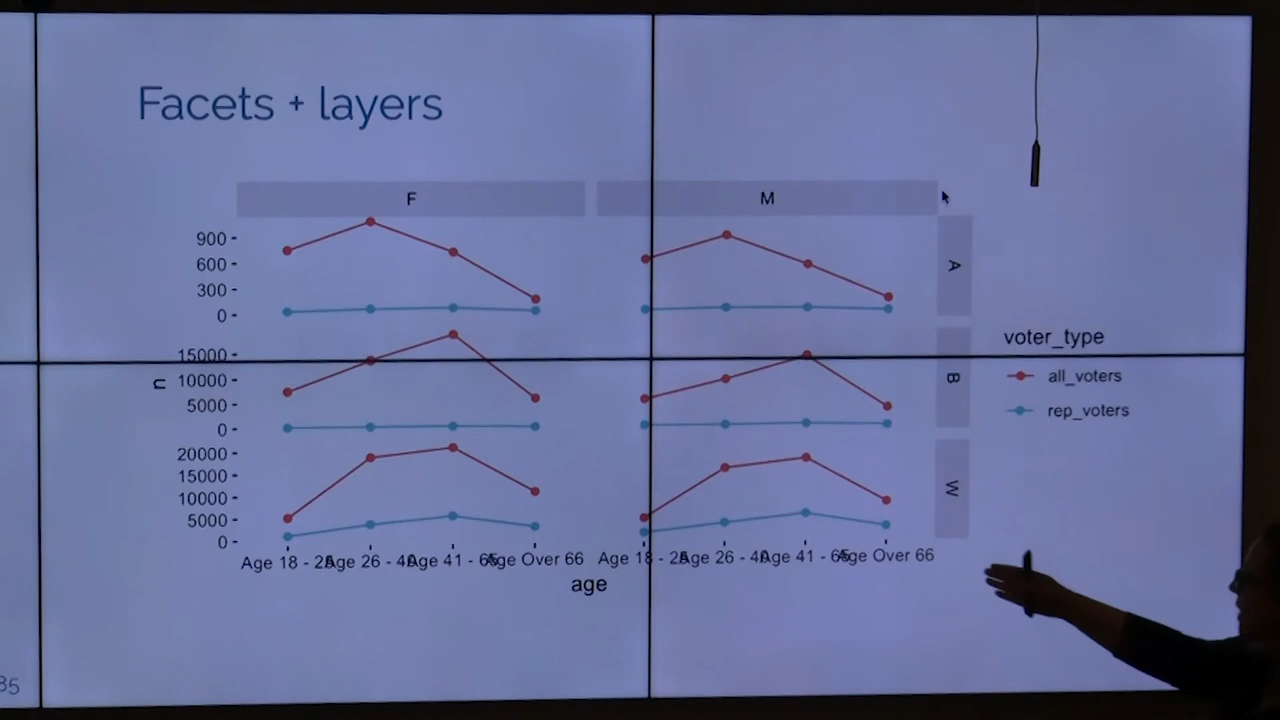 Facets + layers
F M
900
600
300
0
A
15000
10000
5000
0
B
20000
15000
10000
5000
0
W
n
Age 18 - 25 Age 26 - 40 Age 41 - 65 Age Over 66 Age 18 - 25 Age 26 - 40 Age 41 - 65 Age Over 66
age
voter_type
all_voters
rep_voters